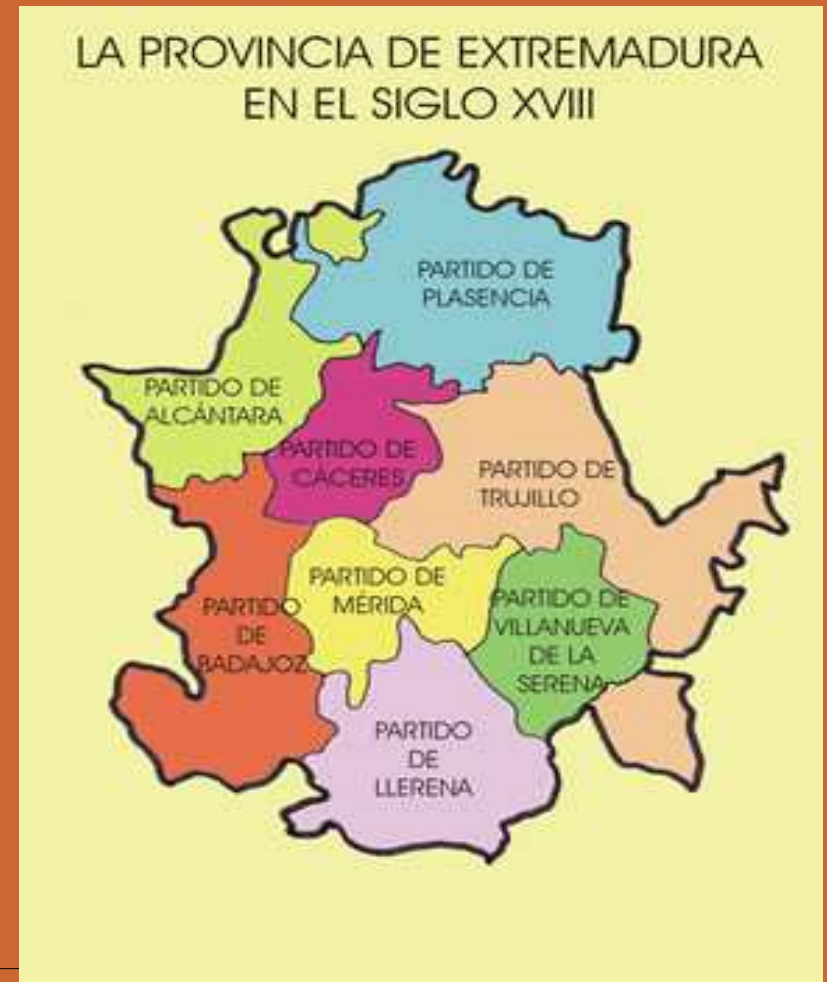 LA PROVINCIA DE EXTREMADURA
EN EL SIGLO XVIII
PARTIDO DE
PLASENCIA
PARTIDO DE
ALCÁNTARA
PARTIDO DE
CÁCERES
PARTIDO DE
TRUJILLO
PARTIDO DE
MÉRIDA
PARTIDO
DE
BADAJOZ
PARTIDO DE
VILLANUEVA
DE LA
SERENA
PARTIDO
DE
LLERENA